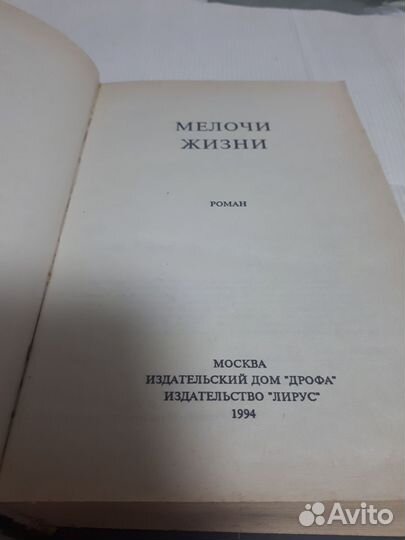 МЕЛОЧИ
ЖИЗНИ
РОМАН
МОСКВА
ИЗДАТЕЛЬСКИЙ ДОМ "ДРОФА"
ИЗДАТЕЛЬСТВО "ЛИРУС"
1994
Avito